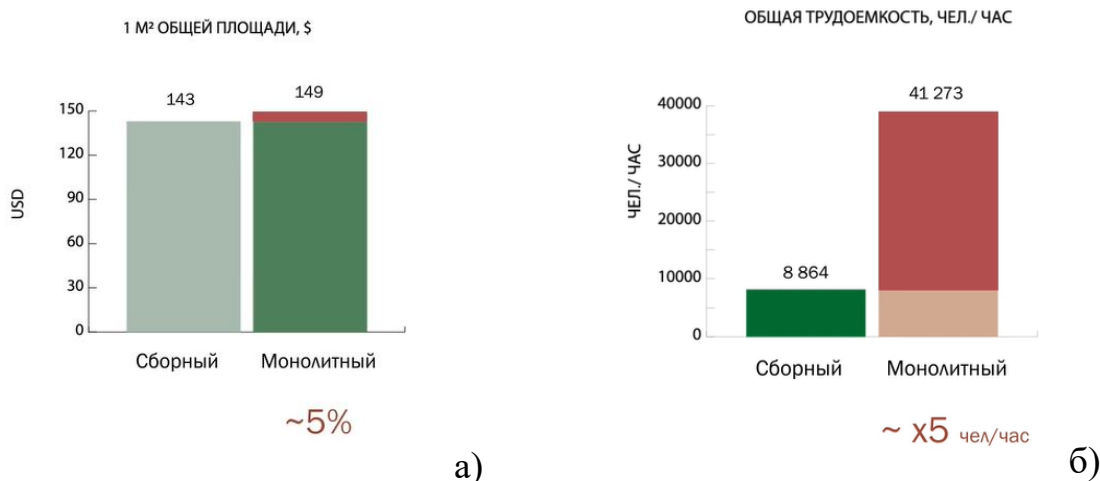 1 М² ОБЩЕЙ ПЛОЩАДИ, $
143
149
150
120
90
60
30
0
USD
Сборный
Монолитный
~5%
а)
ОБЩАЯ ТРУДОЕМКОСТЬ, ЧЕЛ./ ЧАС
41 273
40000
30000
20000
10000
0
ЧЕЛ./ ЧАС
8 864
Сборный
Монолитный
~ x5 чел/час
б)